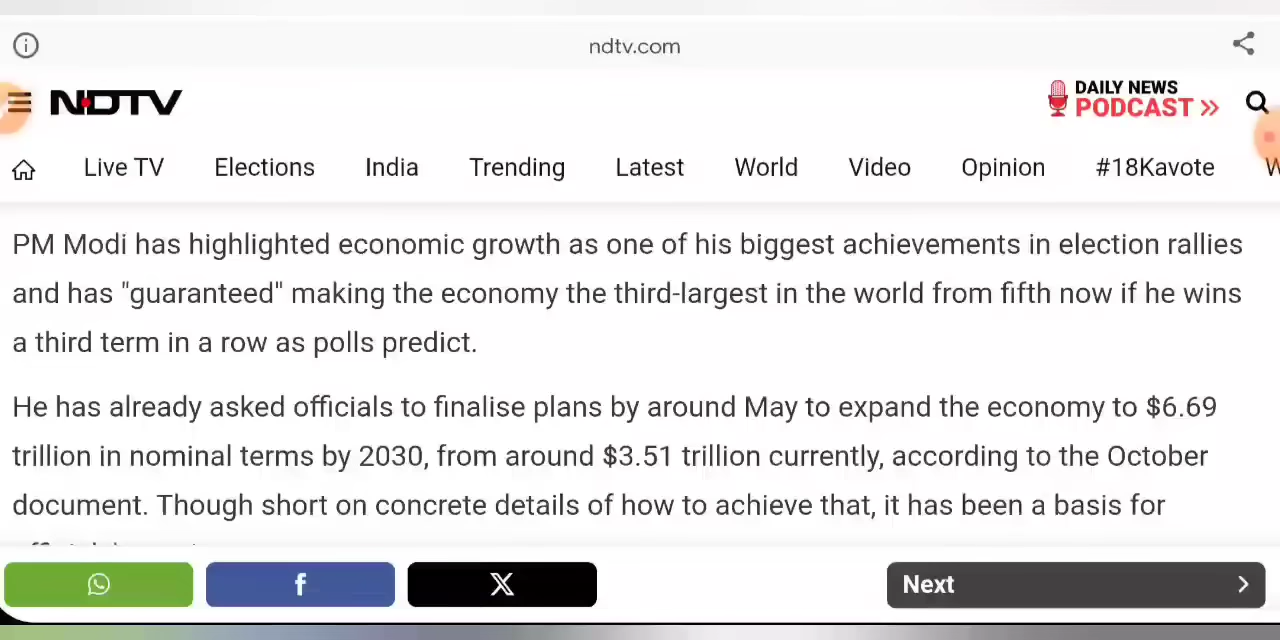 ndtv.com
NDTV
DAILY NEWS
PODCAST
Live TV Elections India Trending Latest World Video Opinion #18Kavote
PM Modi has highlighted economic growth as one of his biggest achievements in election rallies
and has "guaranteed" making the economy the third-largest in the world from fifth now if he wins
a third term in a row as polls predict.
He has already asked officials to finalise plans by around May to expand the economy to $6.69
trillion in nominal terms by 2030, from around $3.51 trillion currently, according to the October
document. Though short on concrete details of how to achieve that, it has been a basis for
Next